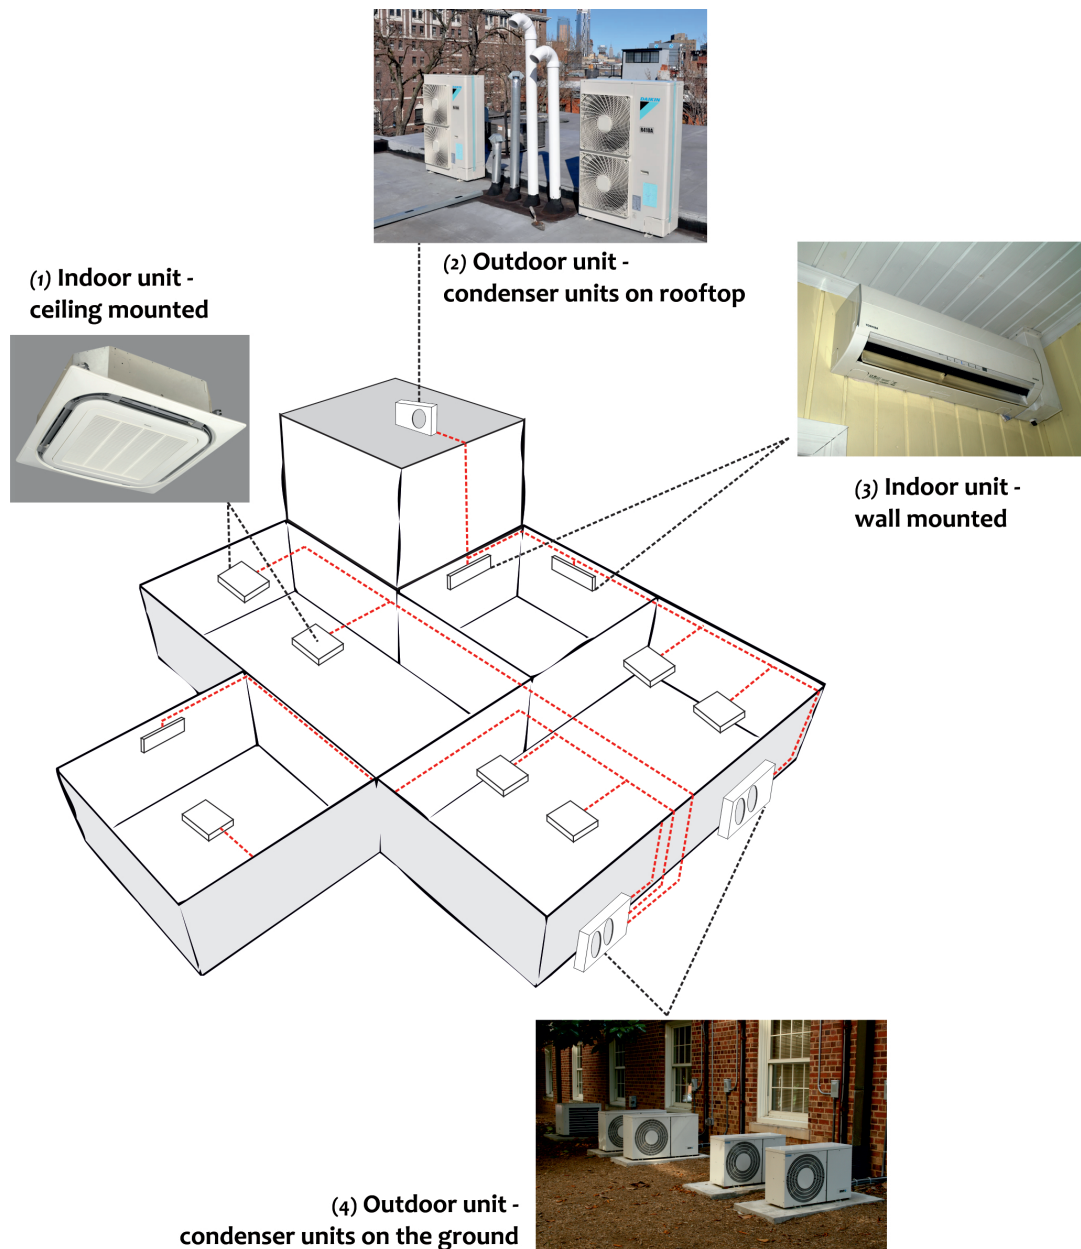 (2) Outdoor unit -
condenser units on rooftop
(1) Indoor unit -
ceiling mounted
(3) Indoor unit -
wall mounted
(4) Outdoor unit -
condenser units on the ground